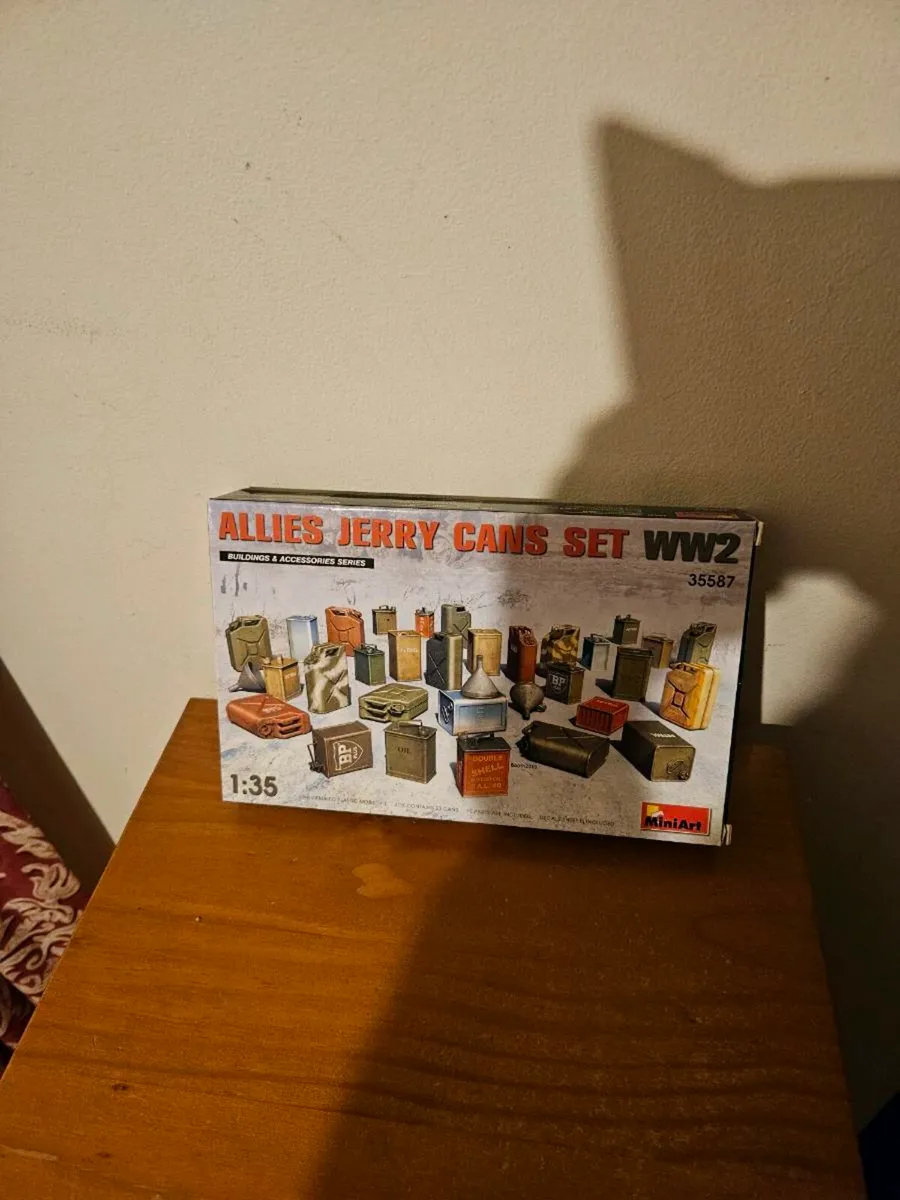 ALLIES JERRY CANS SET WW2
BUILDINGS & ACCESSORIES SERIES
35587
BP
BP
OIL
DOUBLE
SHELL
1:35
MiniArt